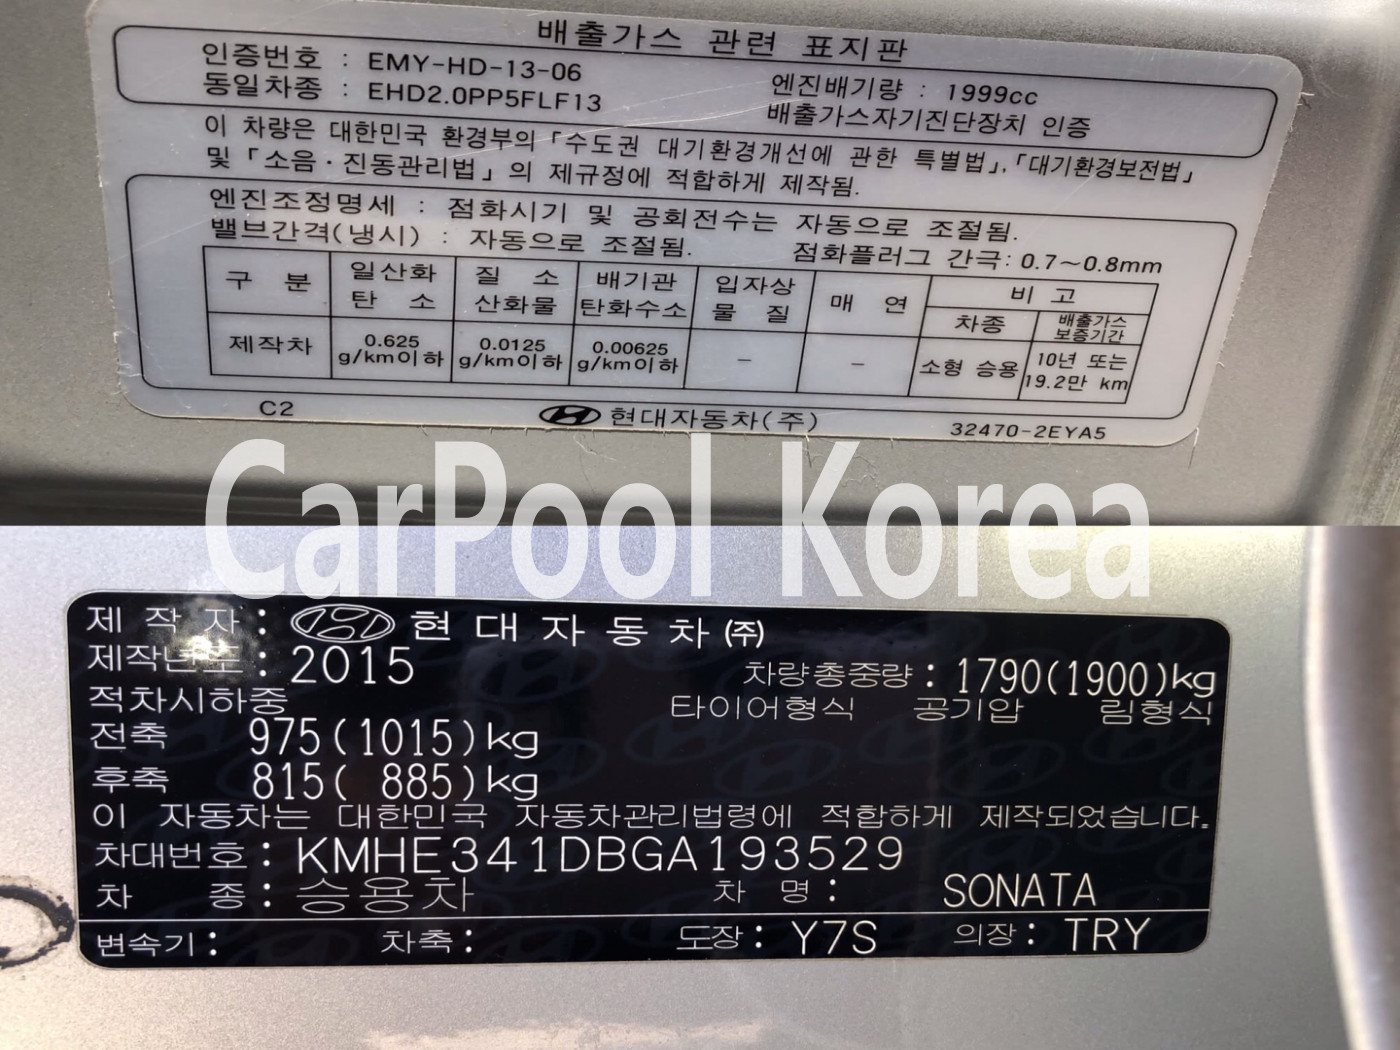 배출가스 관련 표지판
인증번호 : EMY-HD-13-06
동일차종 : EHD2.0PP5FLF13
엔진배기량 : 1999cc
배출가스자기진단장치 인증
이 차량은 대한민국 환경부의 「수도권 대기환경개선에 관한 특별법」, 「대기환경보전법」
및 「소음·진동관리법」의 제규정에 적합하게 제작됨.
엔진조정명세 : 점화시기 및 공회전수는 자동으로 조절됨.
밸브간격(냉시) : 자동으로 조절됨. 점화플러그 간극: 0.7~0.8mm
구 분 일산화탄 소 질 소산화물 배기관탄화수소 입자상물 질 매 연 비 고
차종 배출가스보증기간
제작차 0.625g/km이하 0.0125g/km이하 0.00625g/km이하 - - 소형 승용 10년 또는19.2만 km
C2 현대자동차(주) 32470-2EYA5
CarPool Korea
제 작 자 : 현대자동차㈜
제작년도 : 2015 차량총중량 : 1790(1900)kg
적차시하중 타이어형식 공기압 림형식
전축 975(1015)kg
후축 815( 885)kg
이 자동차는 대한민국 자동차관리법령에 적합하게 제작되었습니다.
차대번호 : KMHE341DBGA193529
차 종 : 승용차 차 명 : SONATA
변속기 : 차축 : 도장 : Y7S 의장 : TRY